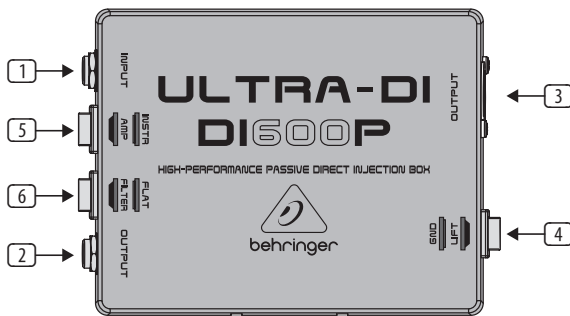 1
INPUT
5
INSTR
AMP
6
FLAT
FILTER
2
OUTPUT
ULTRA-DI
DI600P
HIGH-PERFORMANCE PASSIVE DIRECT INJECTION BOX
behringer
OUTPUT
3
GND
LIFT
4